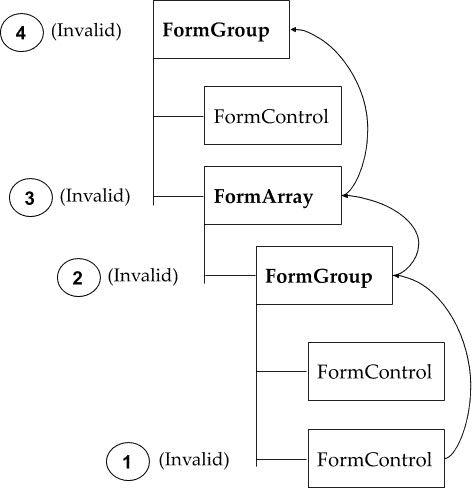 4 (Invalid) FormGroup
FormControl
3 (Invalid) FormArray
2 (Invalid) FormGroup
FormControl
1 (Invalid) FormControl